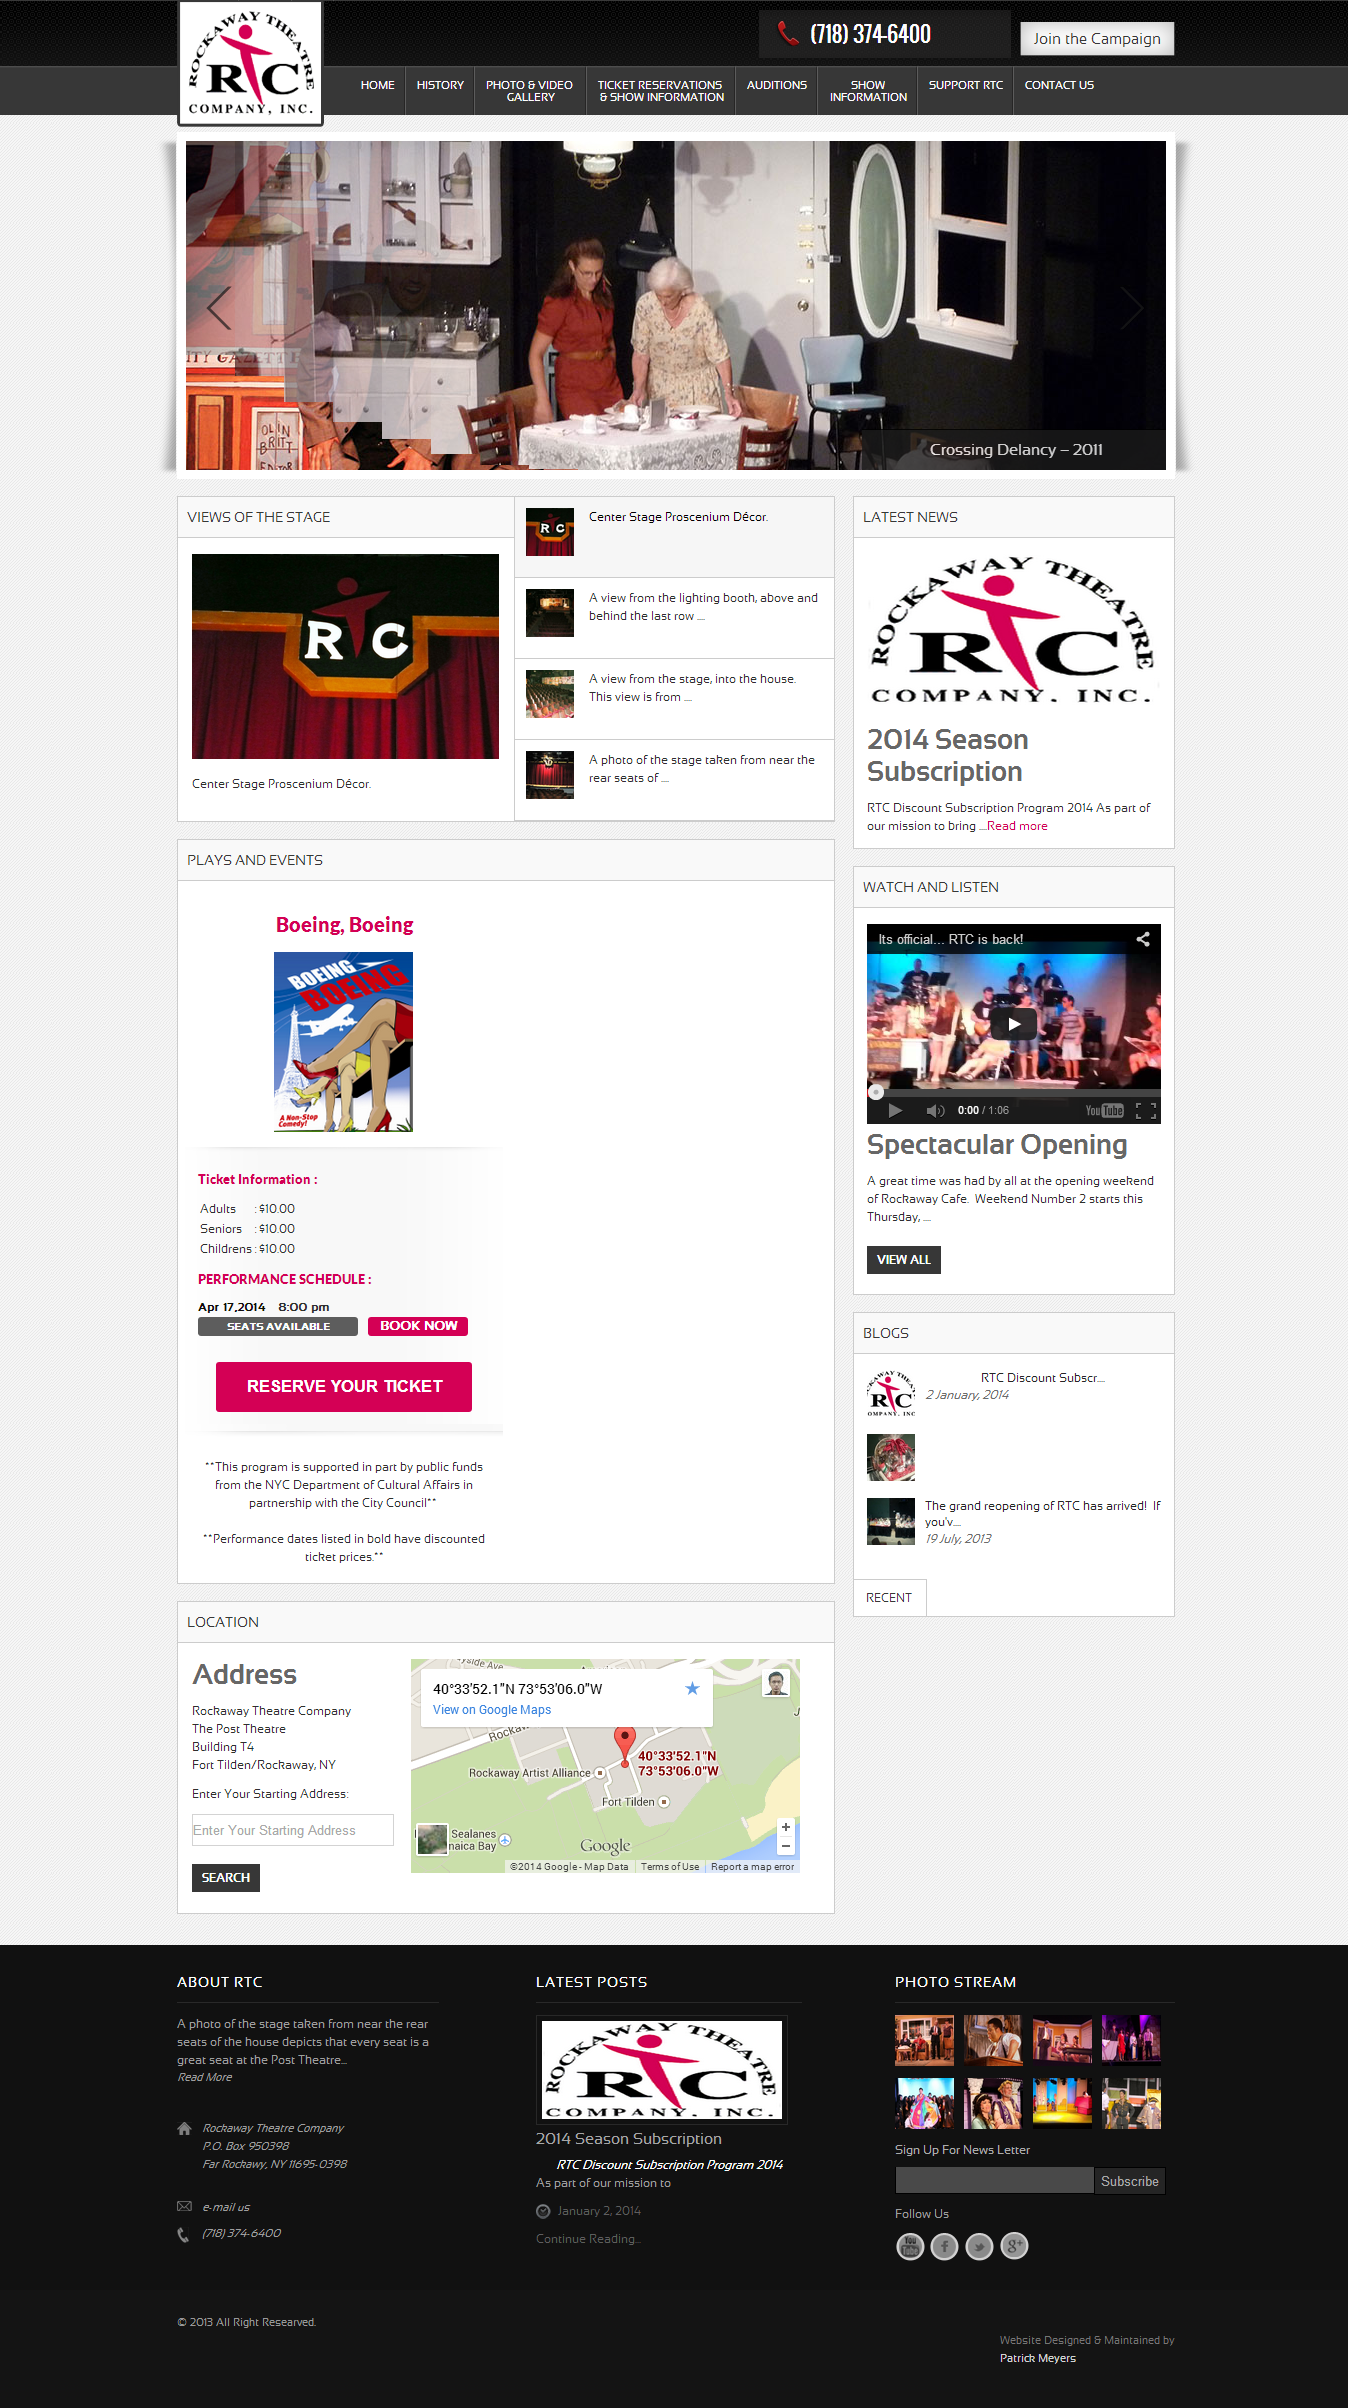 ROCKAWAY THEATRE
RTC
COMPANY, INC.
(718) 374-6400
Join the Campaign
HOME
HISTORY
PHOTO & VIDEO
GALLERY
TICKET RESERVATIONS
& SHOW INFORMATION
AUDITIONS
SHOW
INFORMATION
SUPPORT RTC
CONTACT US
ITY GAZETTE
OLIN
BRITT
EDITOR
Crossing Delancy – 2011
VIEWS OF THE STAGE
R C
Center Stage Proscenium Décor.
R C
Center Stage Proscenium Décor.
A view from the lighting booth, above and
behind the last row ...
A view from the stage, into the house.
This view is from ...
A photo of the stage taken from near the
rear seats of ...
LATEST NEWS
ROCKAWAY THEATRE
RTC
COMPANY, INC.
2014 Season
Subscription
RTC Discount Subscription Program 2014 As part of
our mission to bring ...Read more
PLAYS AND EVENTS
Boeing, Boeing
BOEING
BOEING
A Non-Stop
Comedy!
Ticket Information :
Adults : $10.00
Seniors : $10.00
Childrens : $10.00
PERFORMANCE SCHEDULE :
Apr 17,2014 8:00 pm
SEATS AVAILABLE
BOOK NOW
RESERVE YOUR TICKET
**This program is supported in part by public funds
from the NYC Department of Cultural Affairs in
partnership with the City Council**
**Performance dates listed in bold have discounted
ticket prices.**
WATCH AND LISTEN
Its official... RTC is back!
0:00 / 1:06
YouTube
Spectacular Opening
A great time was had by all at the opening weekend
of Rockaway Cafe. Weekend Number 2 starts this
Thursday, ...
VIEW ALL
BLOGS
CKAWAY THEAT
RTC
OMPANY, INC
RTC Discount Subscr...
2 January, 2014
The grand reopening of RTC has arrived! If
you'v...
19 July, 2013
RECENT
LOCATION
Address
Rockaway Theatre Company
The Post Theatre
Building T4
Fort Tilden/Rockaway, NY
Enter Your Starting Address:
Enter Your Starting Address
SEARCH
yside Ave
40°33'52.1"N 73°53'06.0"W
View on Google Maps
Rockaw
40°33'52.1"N
73°53'06.0"W
Rockaway Artist Alliance
Fort Tilden
Sealanes
naica Bay
Google
©2014 Google - Map Data
Terms of Use
Report a map error
ABOUT RTC
A photo of the stage taken from near the rear
seats of the house depicts that every seat is a
great seat at the Post Theatre...
Read More
Rockaway Theatre Company
P.O. Box 950398
Far Rockawy, NY 11695-0398
e-mail us
(718) 374-6400
LATEST POSTS
ROCKAWAY THEATRE
RTC
COMPANY, INC.
2014 Season Subscription
RTC Discount Subscription Program 2014
As part of our mission to
January 2, 2014
Continue Reading...
PHOTO STREAM
Sign Up For News Letter
Subscribe
Follow Us
You Tube
f
g+
© 2013 All Right Researved.
Website Designed & Maintained by
Patrick Meyers